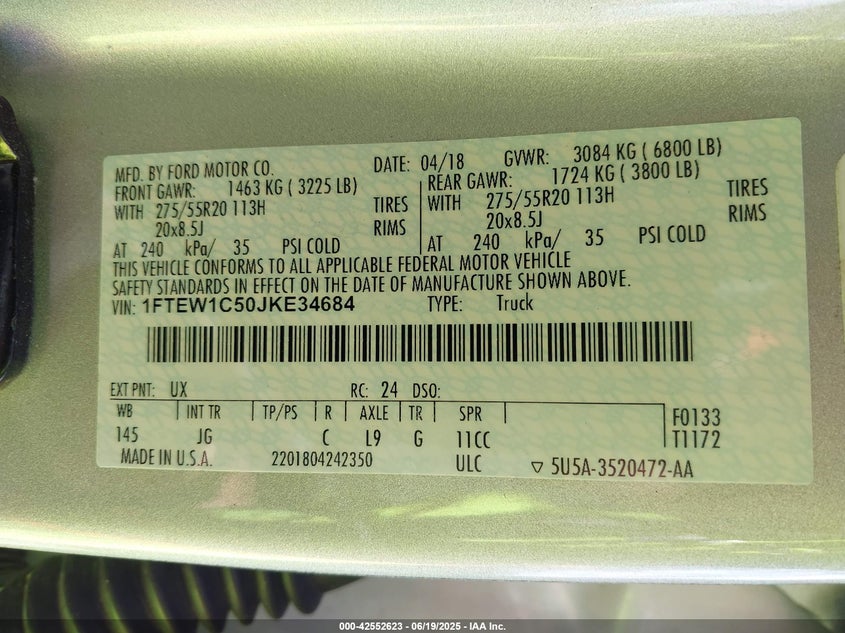 MFD. BY FORD MOTOR CO. DATE: 04/18 GVWR: 3084 KG ( 6800 LB)
FRONT GAWR: 1463 KG ( 3225 LB) REAR GAWR: 1724 KG ( 3800 LB)
WITH 275/55R20 113H TIRES WITH 275/55R20 113H TIRES
20x8.5J RIMS 20x8.5J RIMS
AT 240 kPa/ 35 PSI COLD AT 240 kPa/ 35 PSI COLD
THIS VEHICLE CONFORMS TO ALL APPLICABLE FEDERAL MOTOR VEHICLE
SAFETY STANDARDS IN EFFECT ON THE DATE OF MANUFACTURE SHOWN ABOVE.
VIN: 1FTEW1C50JKE34684 TYPE: Truck
EXT PNT: UX RC: 24 DSO:
WB INT TR TP/PS R AXLE TR SPR F0133
145 JG C L9 G 11CC T1172
MADE IN U.S.A. 2201804242350 ULC ▽ 5U5A-3520472-AA
000-42552623 - 06/19/2025 - IAA Inc.